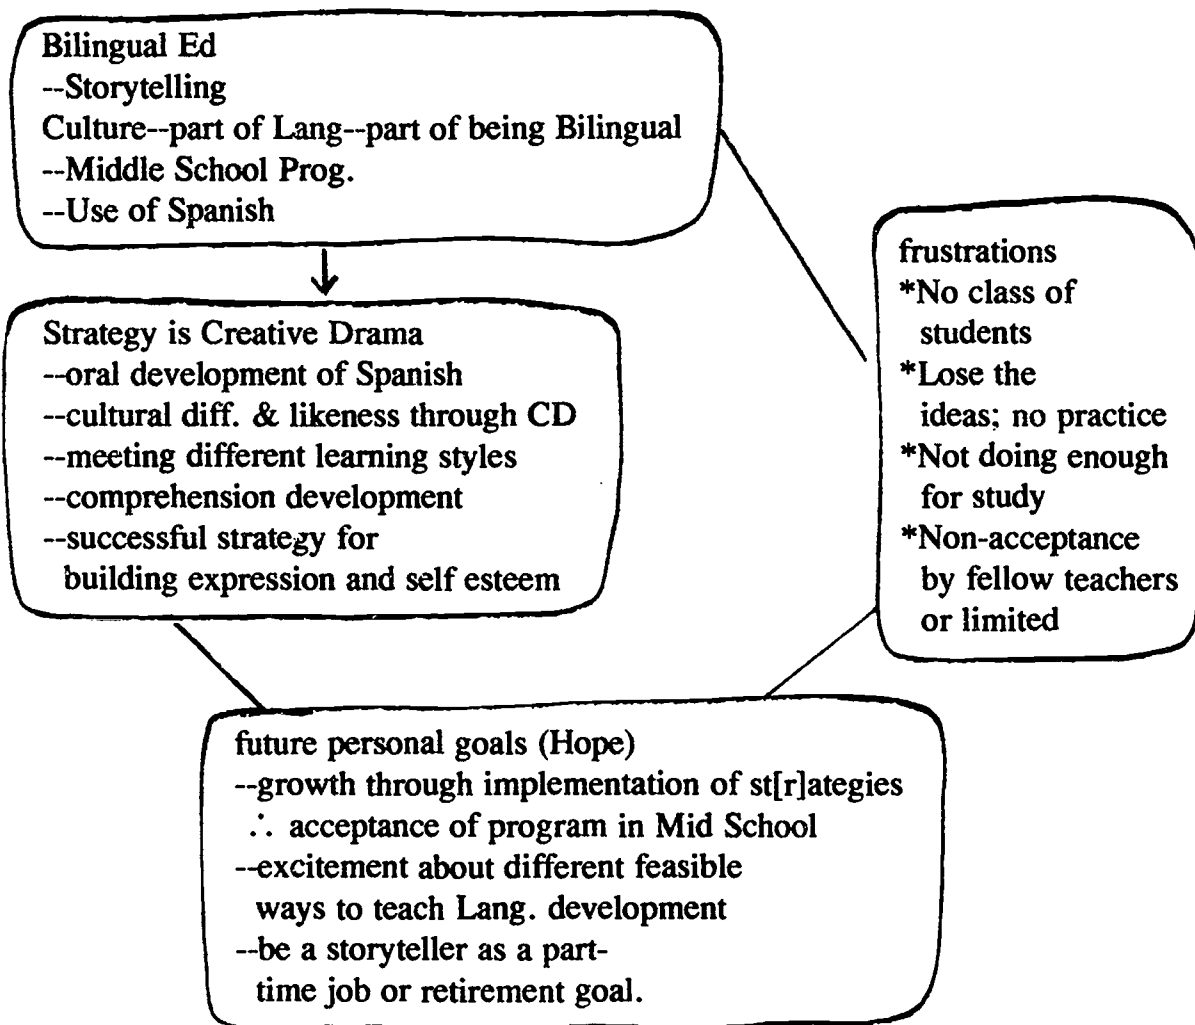 Bilingual Ed
--Storytelling
Culture--part of Lang--part of being Bilingual
--Middle School Prog.
--Use of Spanish
Strategy is Creative Drama
--oral development of Spanish
--cultural diff. & likeness through CD
--meeting different learning styles
--comprehension development
--successful strategy for
building expression and self esteem
frustrations
*No class of
students
*Lose the
ideas; no practice
*Not doing enough
for study
*Non-acceptance
by fellow teachers
or limited
future personal goals (Hope)
--growth through implementation of st[r]ategies
∴ acceptance of program in Mid School
--excitement about different feasible
ways to teach Lang. development
--be a storyteller as a part-
time job or retirement goal.